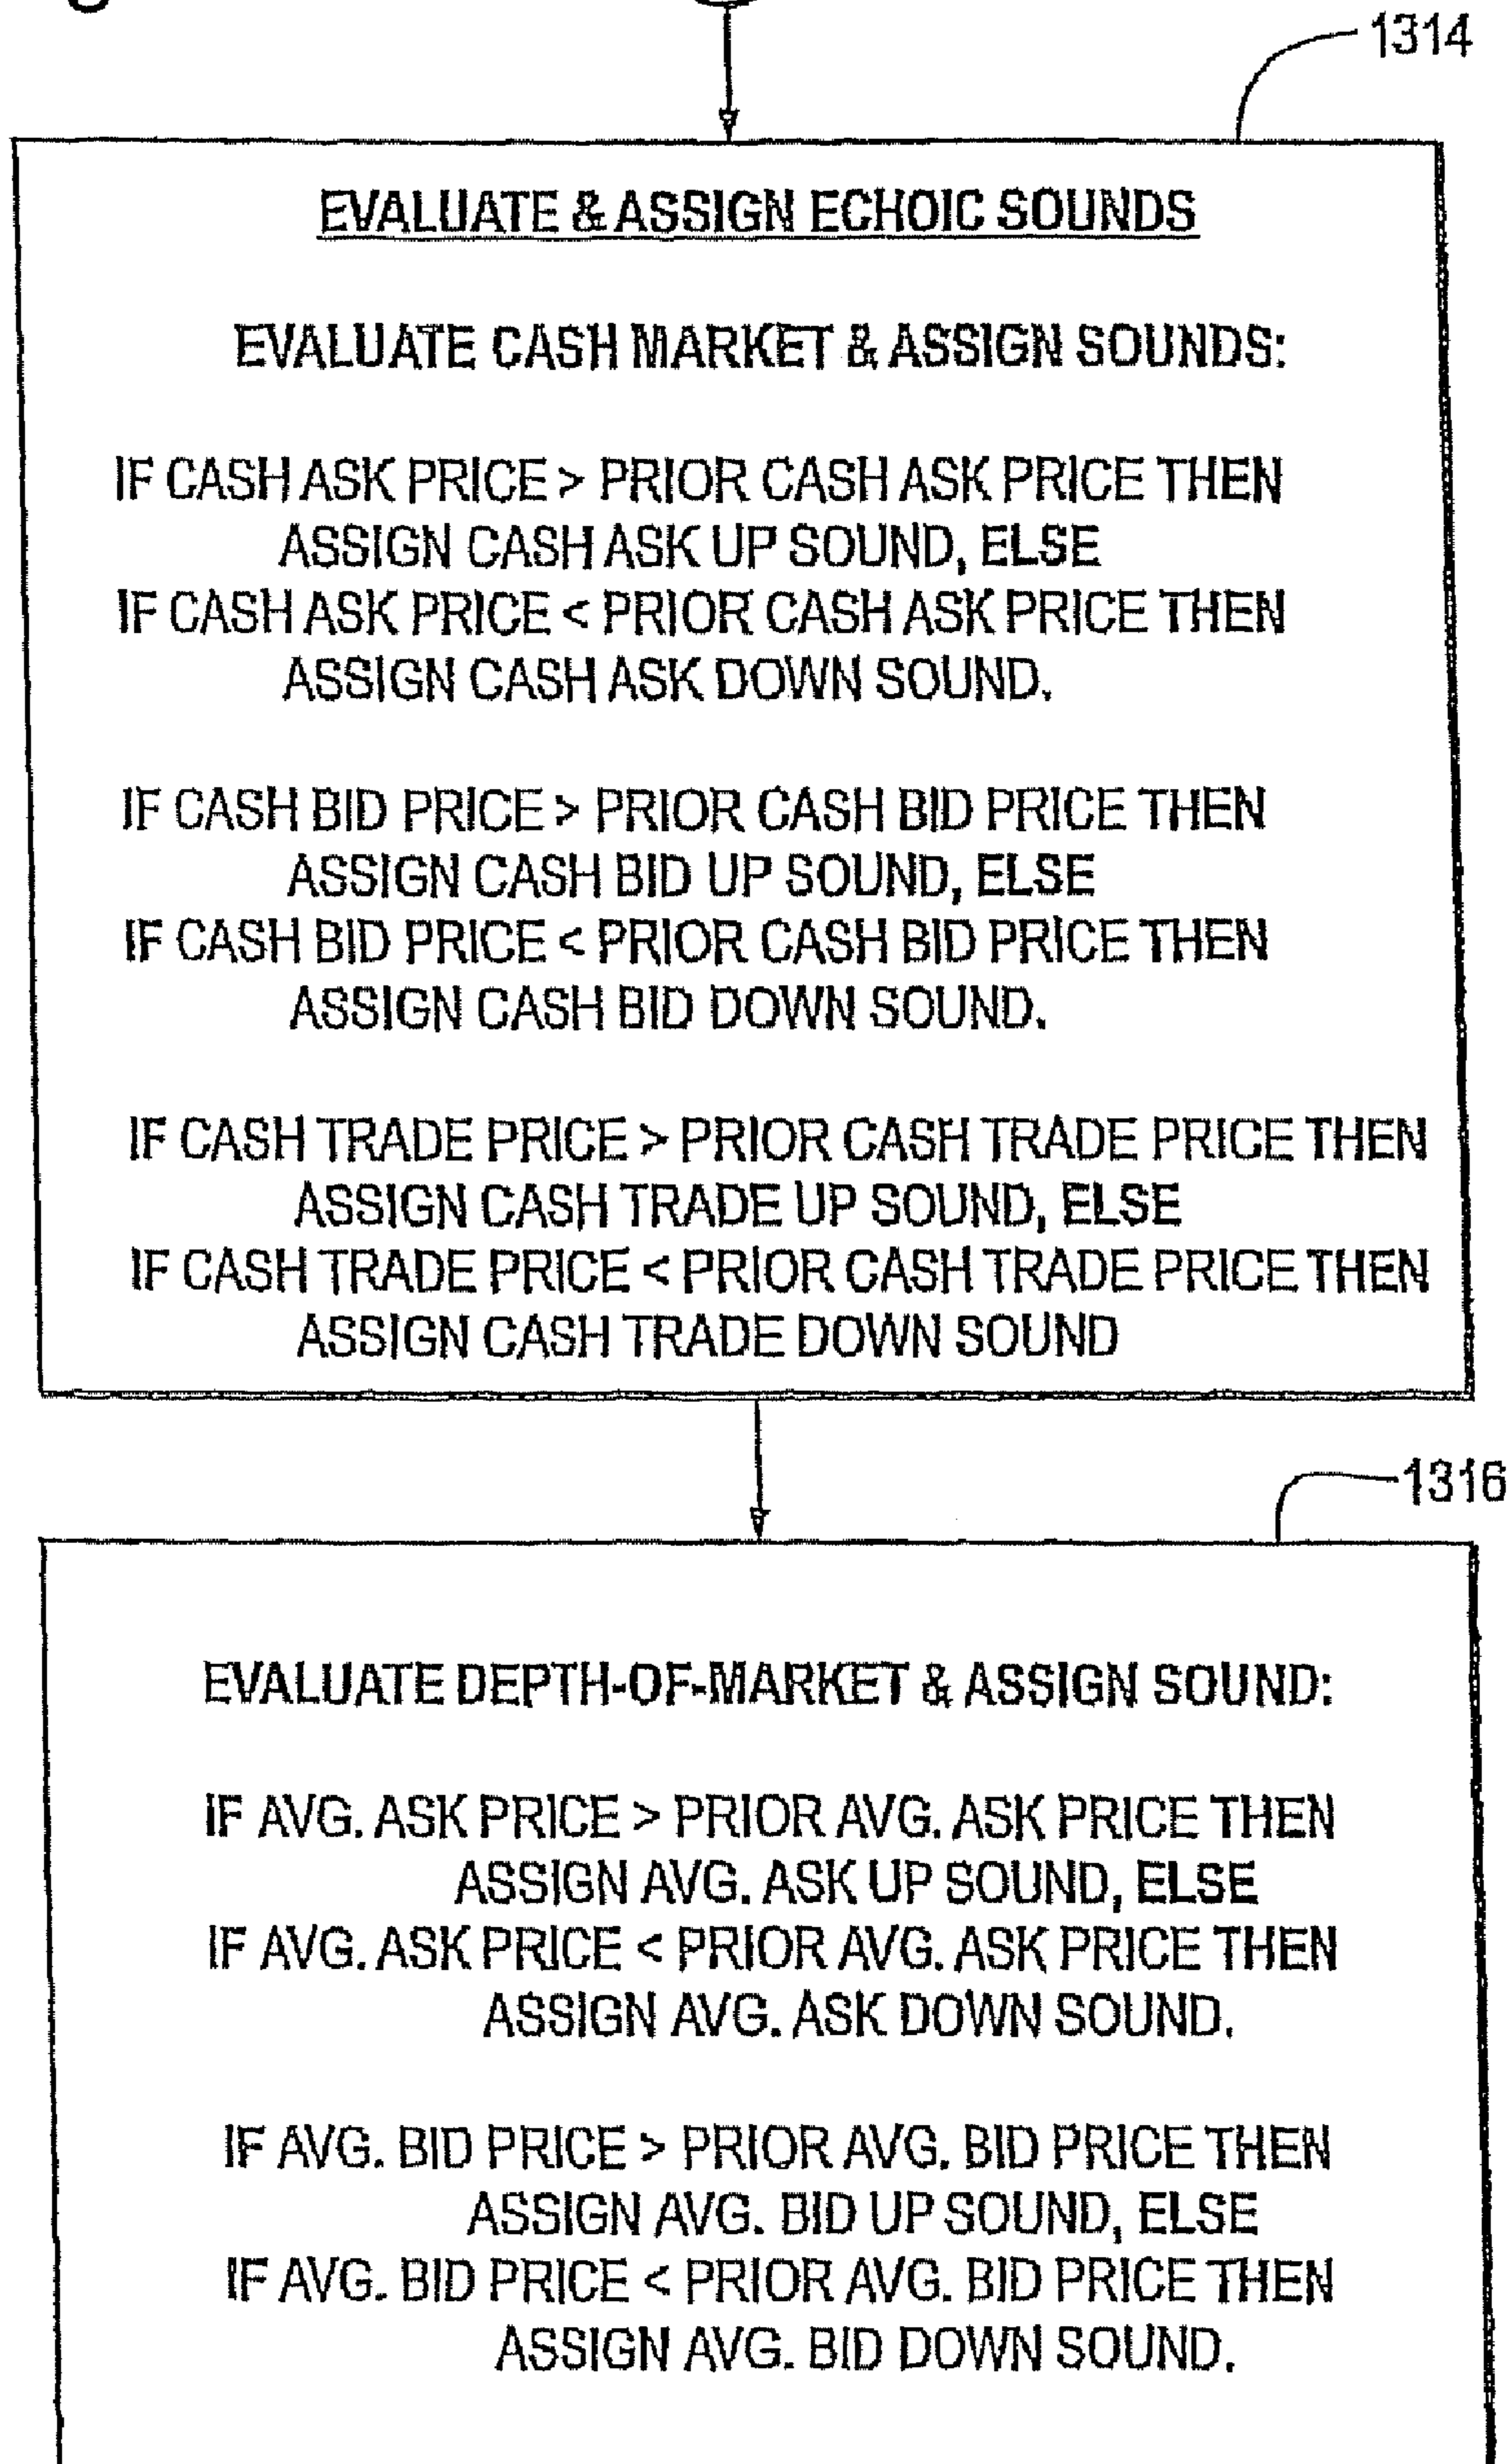 1314
EVALUATE & ASSIGN ECHOIC SOUNDS
EVALUATE CASH MARKET & ASSIGN SOUNDS:
IF CASH ASK PRICE > PRIOR CASH ASK PRICE THEN
ASSIGN CASH ASK UP SOUND, ELSE
IF CASH ASK PRICE < PRIOR CASH ASK PRICE THEN
ASSIGN CASH ASK DOWN SOUND.
IF CASH BID PRICE > PRIOR CASH BID PRICE THEN
ASSIGN CASH BID UP SOUND, ELSE
IF CASH BID PRICE < PRIOR CASH BID PRICE THEN
ASSIGN CASH BID DOWN SOUND.
IF CASH TRADE PRICE > PRIOR CASH TRADE PRICE THEN
ASSIGN CASH TRADE UP SOUND, ELSE
IF CASH TRADE PRICE < PRIOR CASH TRADE PRICE THEN
ASSIGN CASH TRADE DOWN SOUND
1316
EVALUATE DEPTH-OF-MARKET & ASSIGN SOUND:
IF AVG. ASK PRICE > PRIOR AVG. ASK PRICE THEN
ASSIGN AVG. ASK UP SOUND, ELSE
IF AVG. ASK PRICE < PRIOR AVG. ASK PRICE THEN
ASSIGN AVG. ASK DOWN SOUND.
IF AVG. BID PRICE > PRIOR AVG. BID PRICE THEN
ASSIGN AVG. BID UP SOUND, ELSE
IF AVG. BID PRICE < PRIOR AVG. BID PRICE THEN
ASSIGN AVG. BID DOWN SOUND.